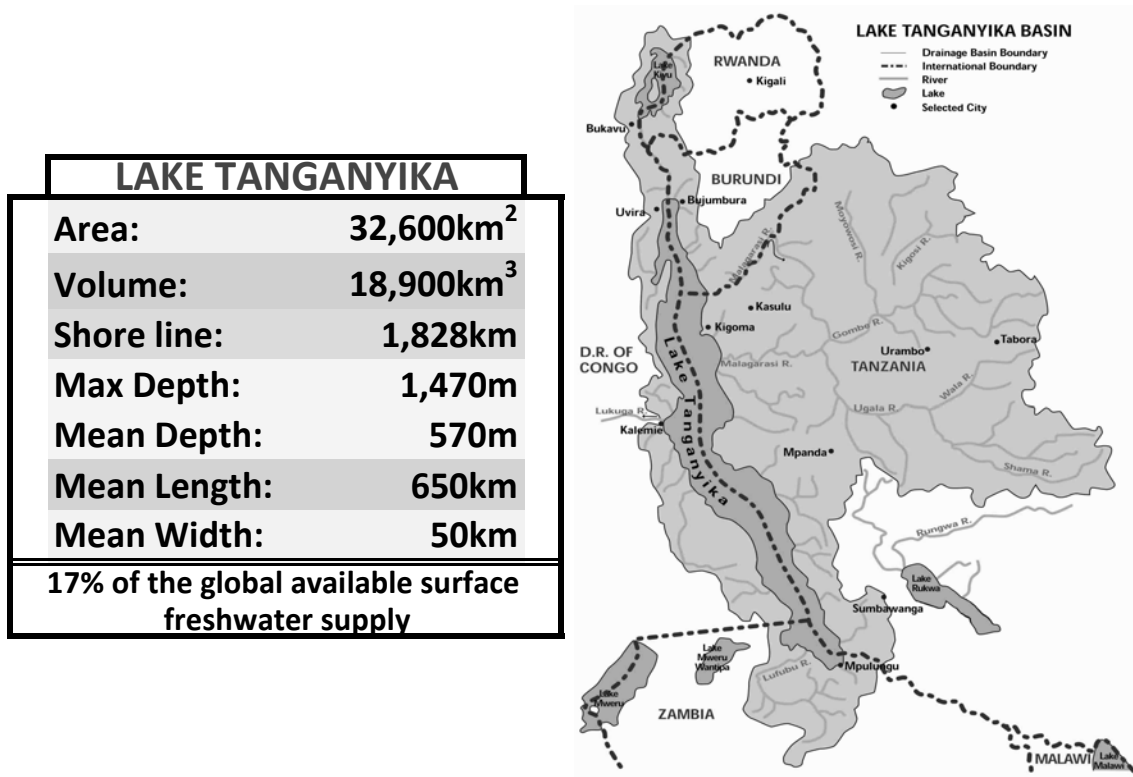 LAKE TANGANYIKA
Area: 32,600km2
Volume: 18,900km3
Shore line: 1,828km
Max Depth: 1,470m
Mean Depth: 570m
Mean Length: 650km
Mean Width: 50km
17% of the global available surface
freshwater supply
LAKE TANGANYIKA BASIN
Drainage Basin Boundary
International Boundary
River
Lake
Selected City
RWANDA
Lake
Kivu
Kigali
Bukavu
BURUNDI
Bujumbura
Uvira
Malagarasi R.
Moyowosi R.
Kigosi R.
Kasulu
Kigoma
Gombe R.
Tabora
Urambo
D.R. OF
CONGO
Malagarasi R.
TANZANIA
Wala R.
Lake Tanganyika
Ugala R.
Lukuga R.
Kalemie
Mpanda
Shama R.
Rungwa R.
Lake
Rukwa
Sumbawanga
Lake
Mweru
Wantipa
Mpulungu
Lufubu R.
Lake
Mweru
ZAMBIA
MALAWI
Lake
Malawi